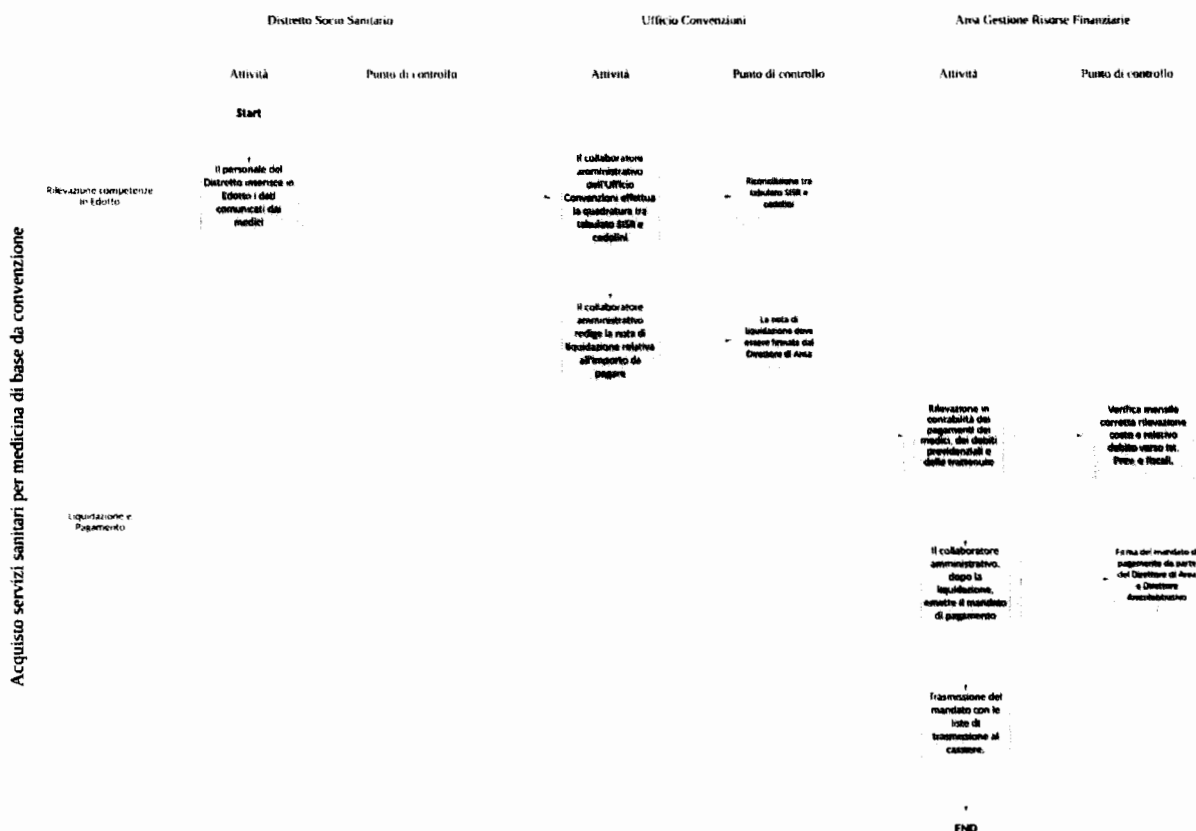 Distretto Socio Sanitario
Ufficio Convenzioni
Area Gestione Risorse Finanziarie
Attività
Punto di controllo
Attività
Punto di controllo
Attività
Punto di controllo
Acquisto servizi sanitari per medicina di base da convenzione
Start
Rilevazione competenze
in Edotto
Il personale del
Distretto inserisce in
Edotto i dati
comunicati dai
medici
Il collaboratore
amministrativo
dell'Ufficio
Convenzioni effettua
la quadratura tra
tabulato SISR e
cedolini
Riconciliazione tra
tabulato SISR e
cedolini
Il collaboratore
amministrativo
redige la nota di
liquidazione relativa
all'importo da
pagare
La nota di
liquidazione deve
essere firmata dal
Direttore di Area
Rilevazione in
contabilità dei
pagamenti dei
medici, dei debiti
previdenziali e
delle trattenute
Verifica mensile
corretta rilevazione
costo e relativo
debito verso Ist.
Prev. e fiscali.
Liquidazione e
Pagamento
Il collaboratore
amministrativo,
dopo la
liquidazione,
emette il mandato
di pagamento
Firma del mandato di
pagamento da parte
del Direttore di Area
e Direttore
Amministrativo
Trasmissione del
mandato con le
liste di
trasmissione al
cassiere.
END